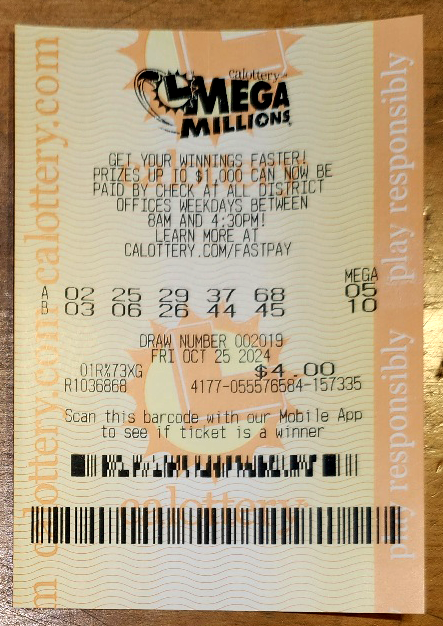 calottery
MEGA
MILLIONS
GET YOUR WINNINGS FASTER!
PRIZES UP TO $1,000 CAN NOW BE
PAID BY CHECK AT ALL DISTRICT
OFFICES WEEKDAYS BETWEEN
8AM AND 4:30PM!
LEARN MORE AT
CALOTTERY.COM/FASTPAY
MEGA
A 02 25 29 37 68 05
B 03 06 26 44 45 10
DRAW NUMBER 002019
FRI OCT 25 2024
01R%73XG $4.00
R1036868 4177-055576584-157335
Scan this barcode with our Mobile App
to see if ticket is a winner
calottery
calottery.com
calottery.com
play responsibly
play responsibly